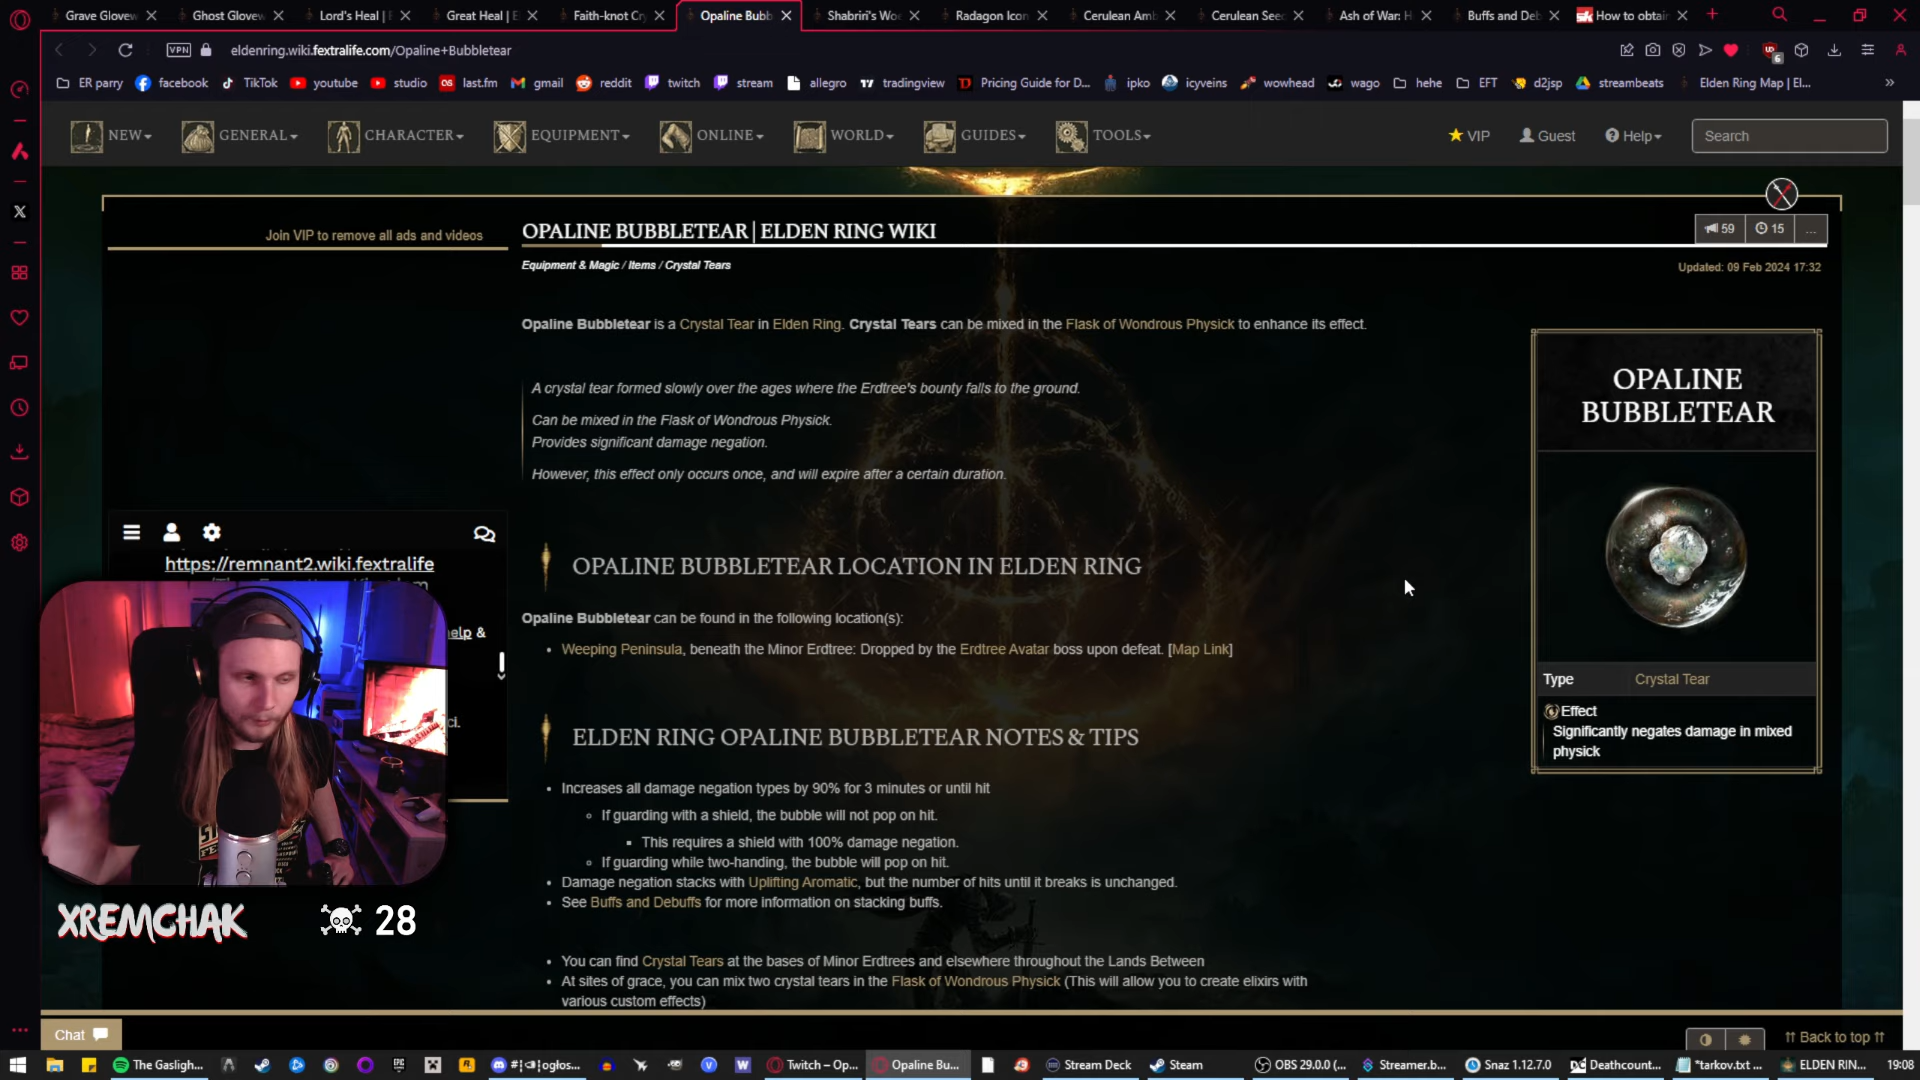 Grave Glovew
Ghost Glovew
Lord's Heal |
Great Heal | E
Faith-knot Cry
Opaline Bubb
Shabriri's Wo
Radagon Icon
Cerulean Amb
Cerulean Seed
Ash of War: H
Buffs and Deb
How to obtain
VPN
eldenring.wiki.fextralife.com/Opaline+Bubbletear
6
ER parry
facebook
TikTok
youtube
studio
last.fm
gmail
reddit
twitch
stream
allegro
tradingview
Pricing Guide for D...
ipko
icyveins
wowhead
wago
hehe
EFT
d2jsp
streambeats
Elden Ring Map | El...
NEW
GENERAL
CHARACTER
EQUIPMENT
ONLINE
WORLD
GUIDES
TOOLS
VIP
Guest
Help
Search
Join VIP to remove all ads and videos
OPALINE BUBBLETEAR | ELDEN RING WIKI
59
15
...
Equipment & Magic / Items / Crystal Tears
Updated: 09 Feb 2024 17:32
Opaline Bubbletear is a Crystal Tear in Elden Ring. Crystal Tears can be mixed in the Flask of Wondrous Physick to enhance its effect.
A crystal tear formed slowly over the ages where the Erdtree's bounty falls to the ground.
Can be mixed in the Flask of Wondrous Physick.
Provides significant damage negation.
However, this effect only occurs once, and will expire after a certain duration.
OPALINE
BUBBLETEAR
Type Crystal Tear
Effect
Significantly negates damage in mixed
physick
https://remnant2.wiki.fextralife
elp &
ci.
OPALINE BUBBLETEAR LOCATION IN ELDEN RING
Opaline Bubbletear can be found in the following location(s):
Weeping Peninsula, beneath the Minor Erdtree: Dropped by the Erdtree Avatar boss upon defeat. [Map Link]
ELDEN RING OPALINE BUBBLETEAR NOTES & TIPS
Increases all damage negation types by 90% for 3 minutes or until hit
If guarding with a shield, the bubble will not pop on hit.
This requires a shield with 100% damage negation.
If guarding while two-handing, the bubble will pop on hit.
Damage negation stacks with Uplifting Aromatic, but the number of hits until it breaks is unchanged.
See Buffs and Debuffs for more information on stacking buffs.
You can find Crystal Tears at the bases of Minor Erdtrees and elsewhere throughout the Lands Between
At sites of grace, you can mix two crystal tears in the Flask of Wondrous Physick (This will allow you to create elixirs with
various custom effects)
XREMCHAK
28
Chat
Back to top
The Gasligh...
#¦ogłos...
Twitch – Op...
Opaline Bu...
Stream Deck
Steam
OBS 29.0.0 (...
Streamer.b...
Snaz 1.12.7.0
Deathcount...
*tarkov.txt ...
ELDEN RIN...
19:08